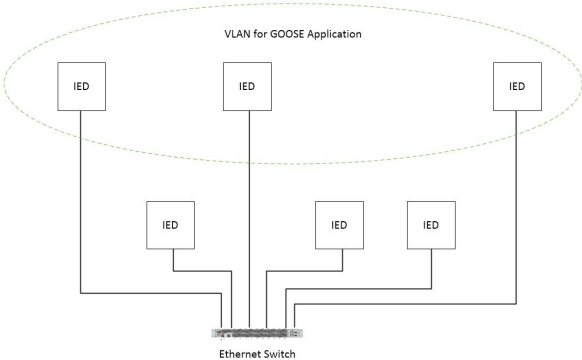 VLAN for GOOSE Application
IED
IED
IED
IED
IED
IED
Ethernet Switch